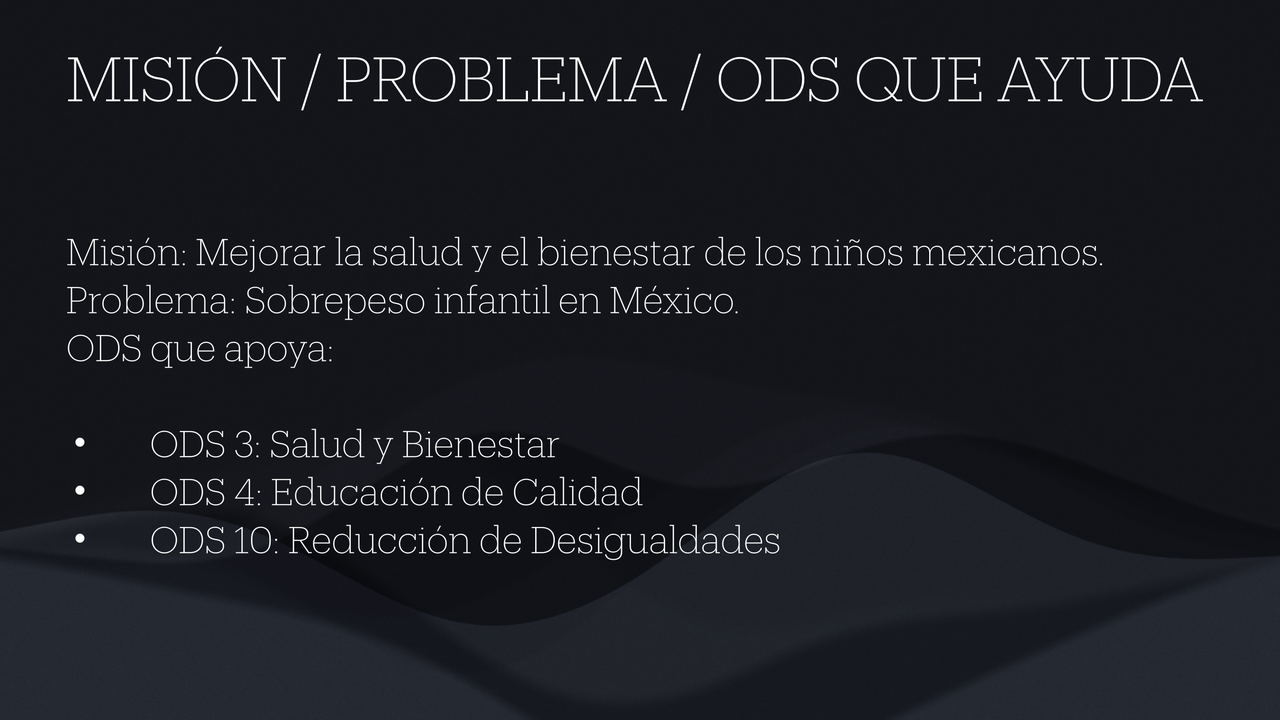 MISIÓN / PROBLEMA / ODS QUE AYUDA
Misión: Mejorar la salud y el bienestar de los niños mexicanos.
Problema: Sobrepeso infantil en México.
ODS que apoya:
• ODS 3: Salud y Bienestar
• ODS 4: Educación de Calidad
• ODS 10: Reducción de Desigualdades